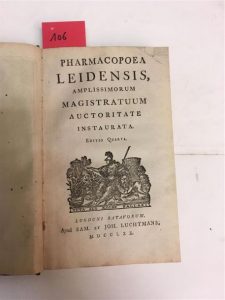 106
PHARMACOPOEA
LEIDENSIS,
AMPLISSIMORUM
MAGISTRATUUM
AUCTORITATE
INSTAURATA.
EDITIO QUARTA.
LUGDUNI BATAVORUM,
Apud SAM. ET JOH. LUCHTMANS,
MDCCLXX.